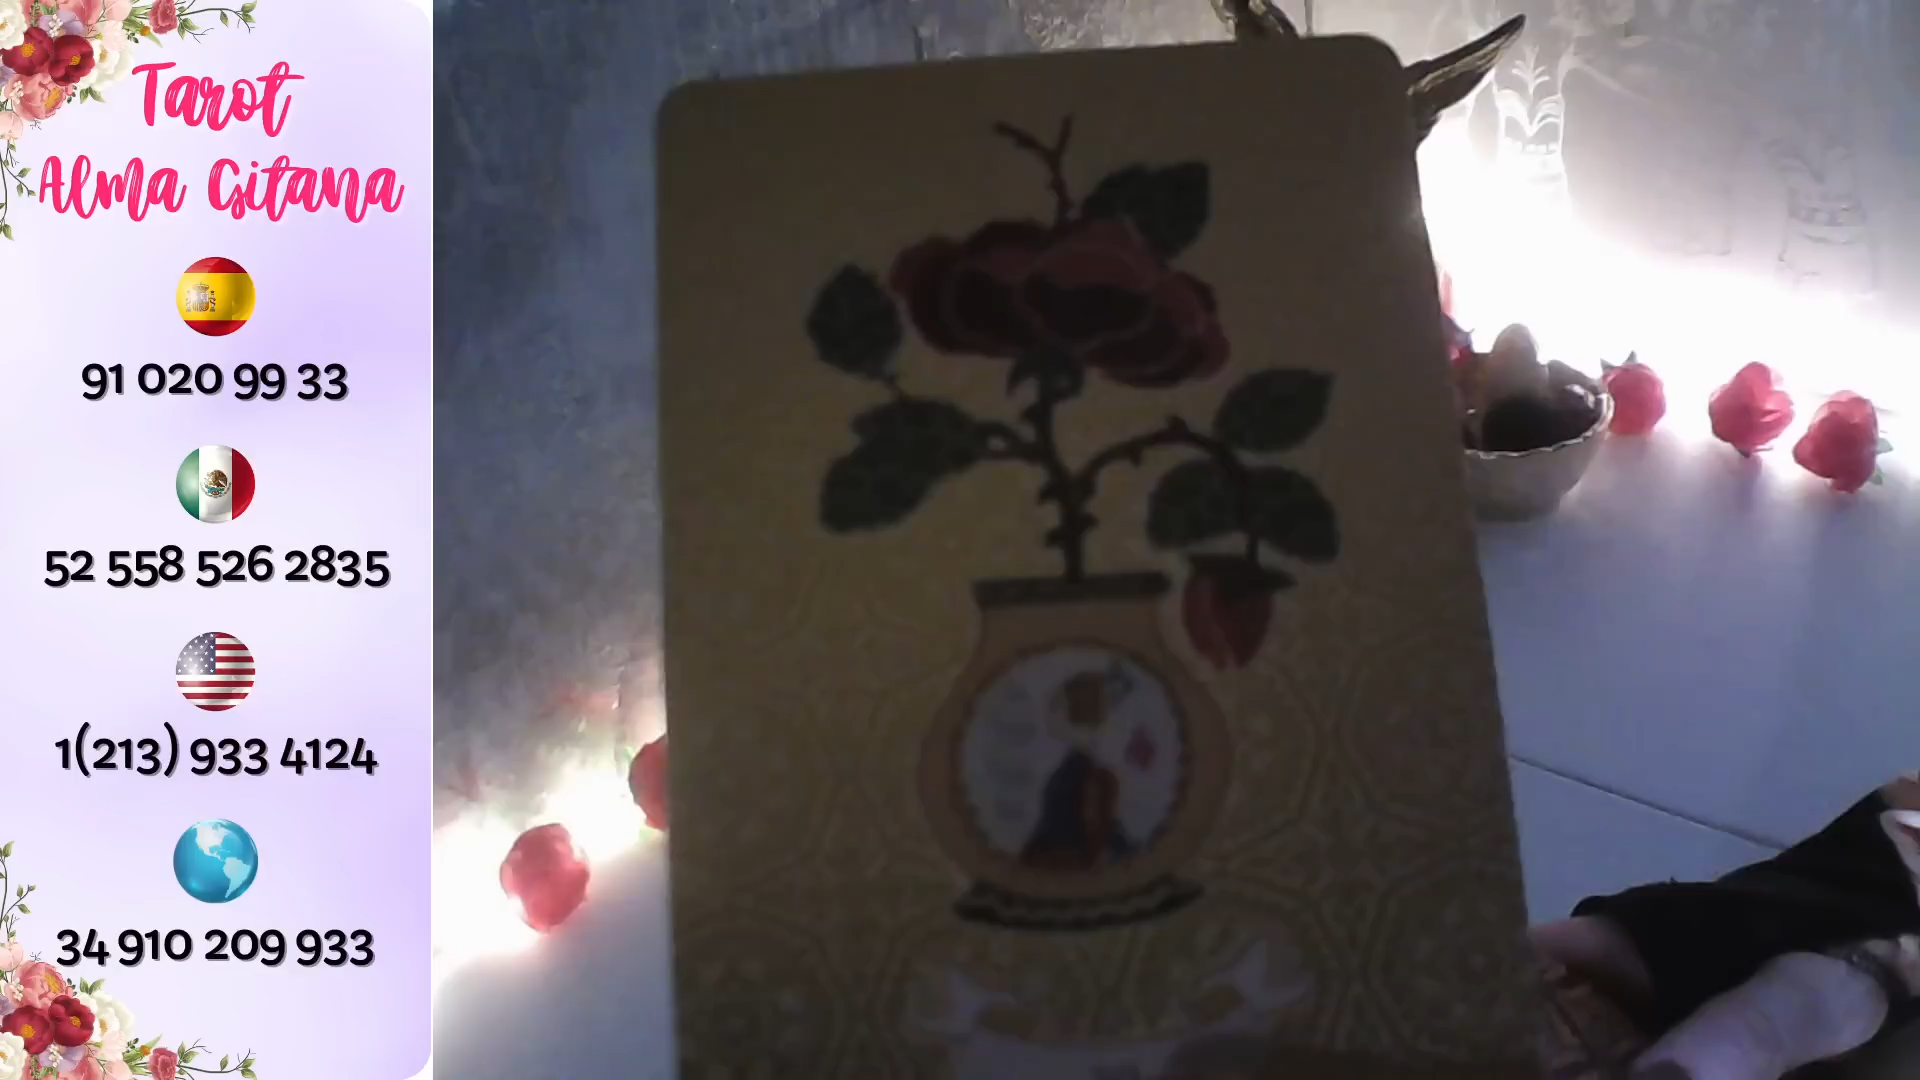 Tarot
Alma Gitana
91 020 99 33
52 558 526 2835
1(213) 933 4124
34 910 209 933